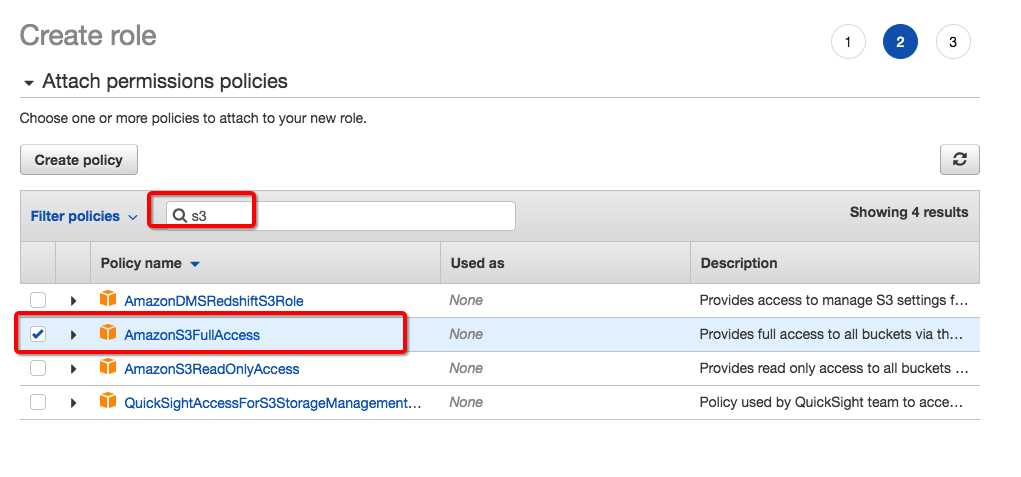 Create role
1 2 3
Attach permissions policies
Choose one or more policies to attach to your new role.
Create policy
Filter policies s3 Showing 4 results
Policy name Used as Description
AmazonDMSRedshiftS3Role None Provides access to manage S3 settings f...
AmazonS3FullAccess None Provides full access to all buckets via th...
AmazonS3ReadOnlyAccess None Provides read only access to all buckets ...
QuickSightAccessForS3StorageManagement... None Policy used by QuickSight team to acce...